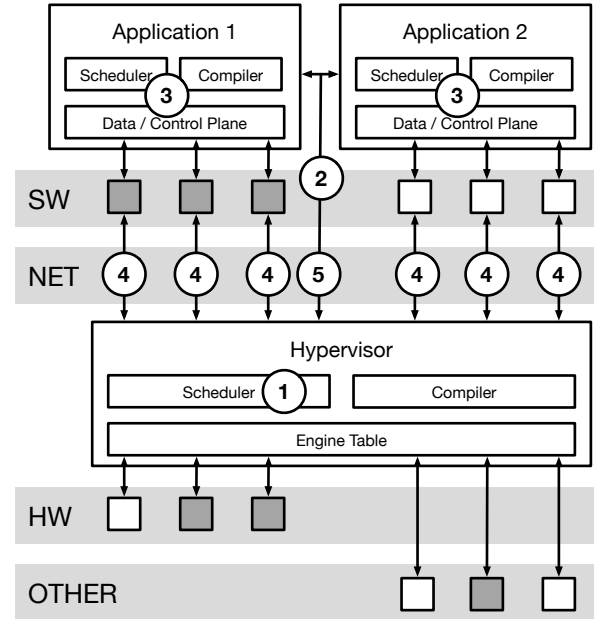 Application 1
Application 2
Scheduler
Compiler
Scheduler
Compiler
3
3
Data / Control Plane
Data / Control Plane
2
SW
NET
4
4
4
5
4
4
4
Hypervisor
Scheduler
1
Compiler
Engine Table
HW
OTHER